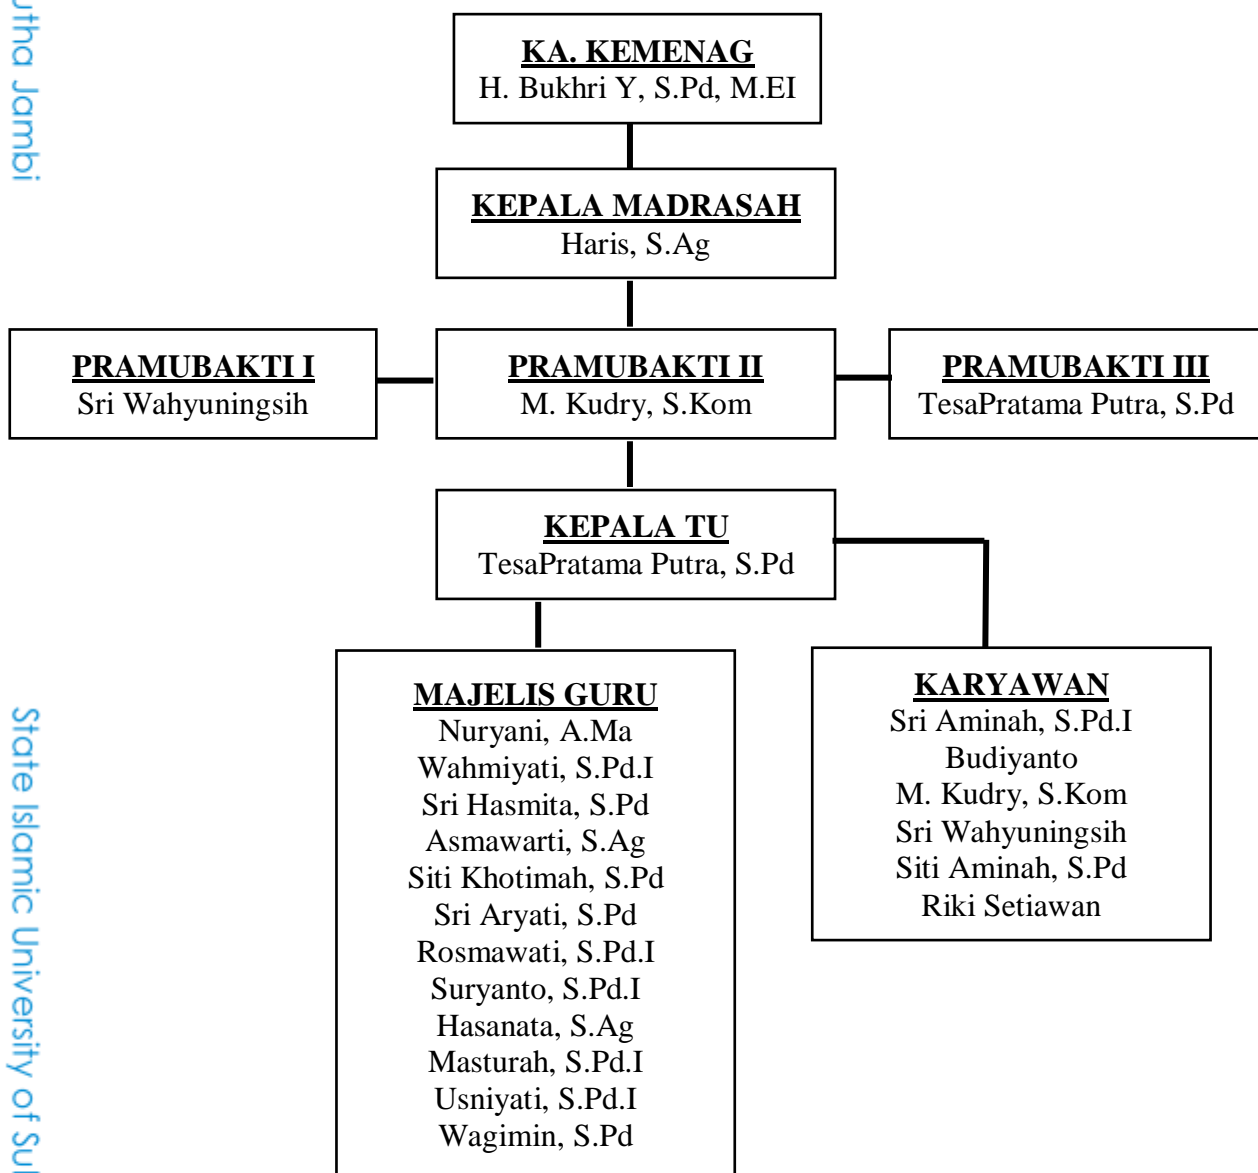 KA. KEMENAG
H. Bukhri Y, S.Pd, M.EI
KEPALA MADRASAH
Haris, S.Ag
PRAMUBAKTI I
Sri Wahyuningsih
PRAMUBAKTI II
M. Kudry, S.Kom
PRAMUBAKTI III
TesaPratama Putra, S.Pd
KEPALA TU
TesaPratama Putra, S.Pd
MAJELIS GURU
Nuryani, A.Ma
Wahmiyati, S.Pd.I
Sri Hasmita, S.Pd
Asmawarti, S.Ag
Siti Khotimah, S.Pd
Sri Aryati, S.Pd
Rosmawati, S.Pd.I
Suryanto, S.Pd.I
Hasanata, S.Ag
Masturah, S.Pd.I
Usniyati, S.Pd.I
Wagimin, S.Pd
KARYAWAN
Sri Aminah, S.Pd.I
Budiyanto
M. Kudry, S.Kom
Sri Wahyuningsih
Siti Aminah, S.Pd
Riki Setiawan
Jambi
State Islamic University of